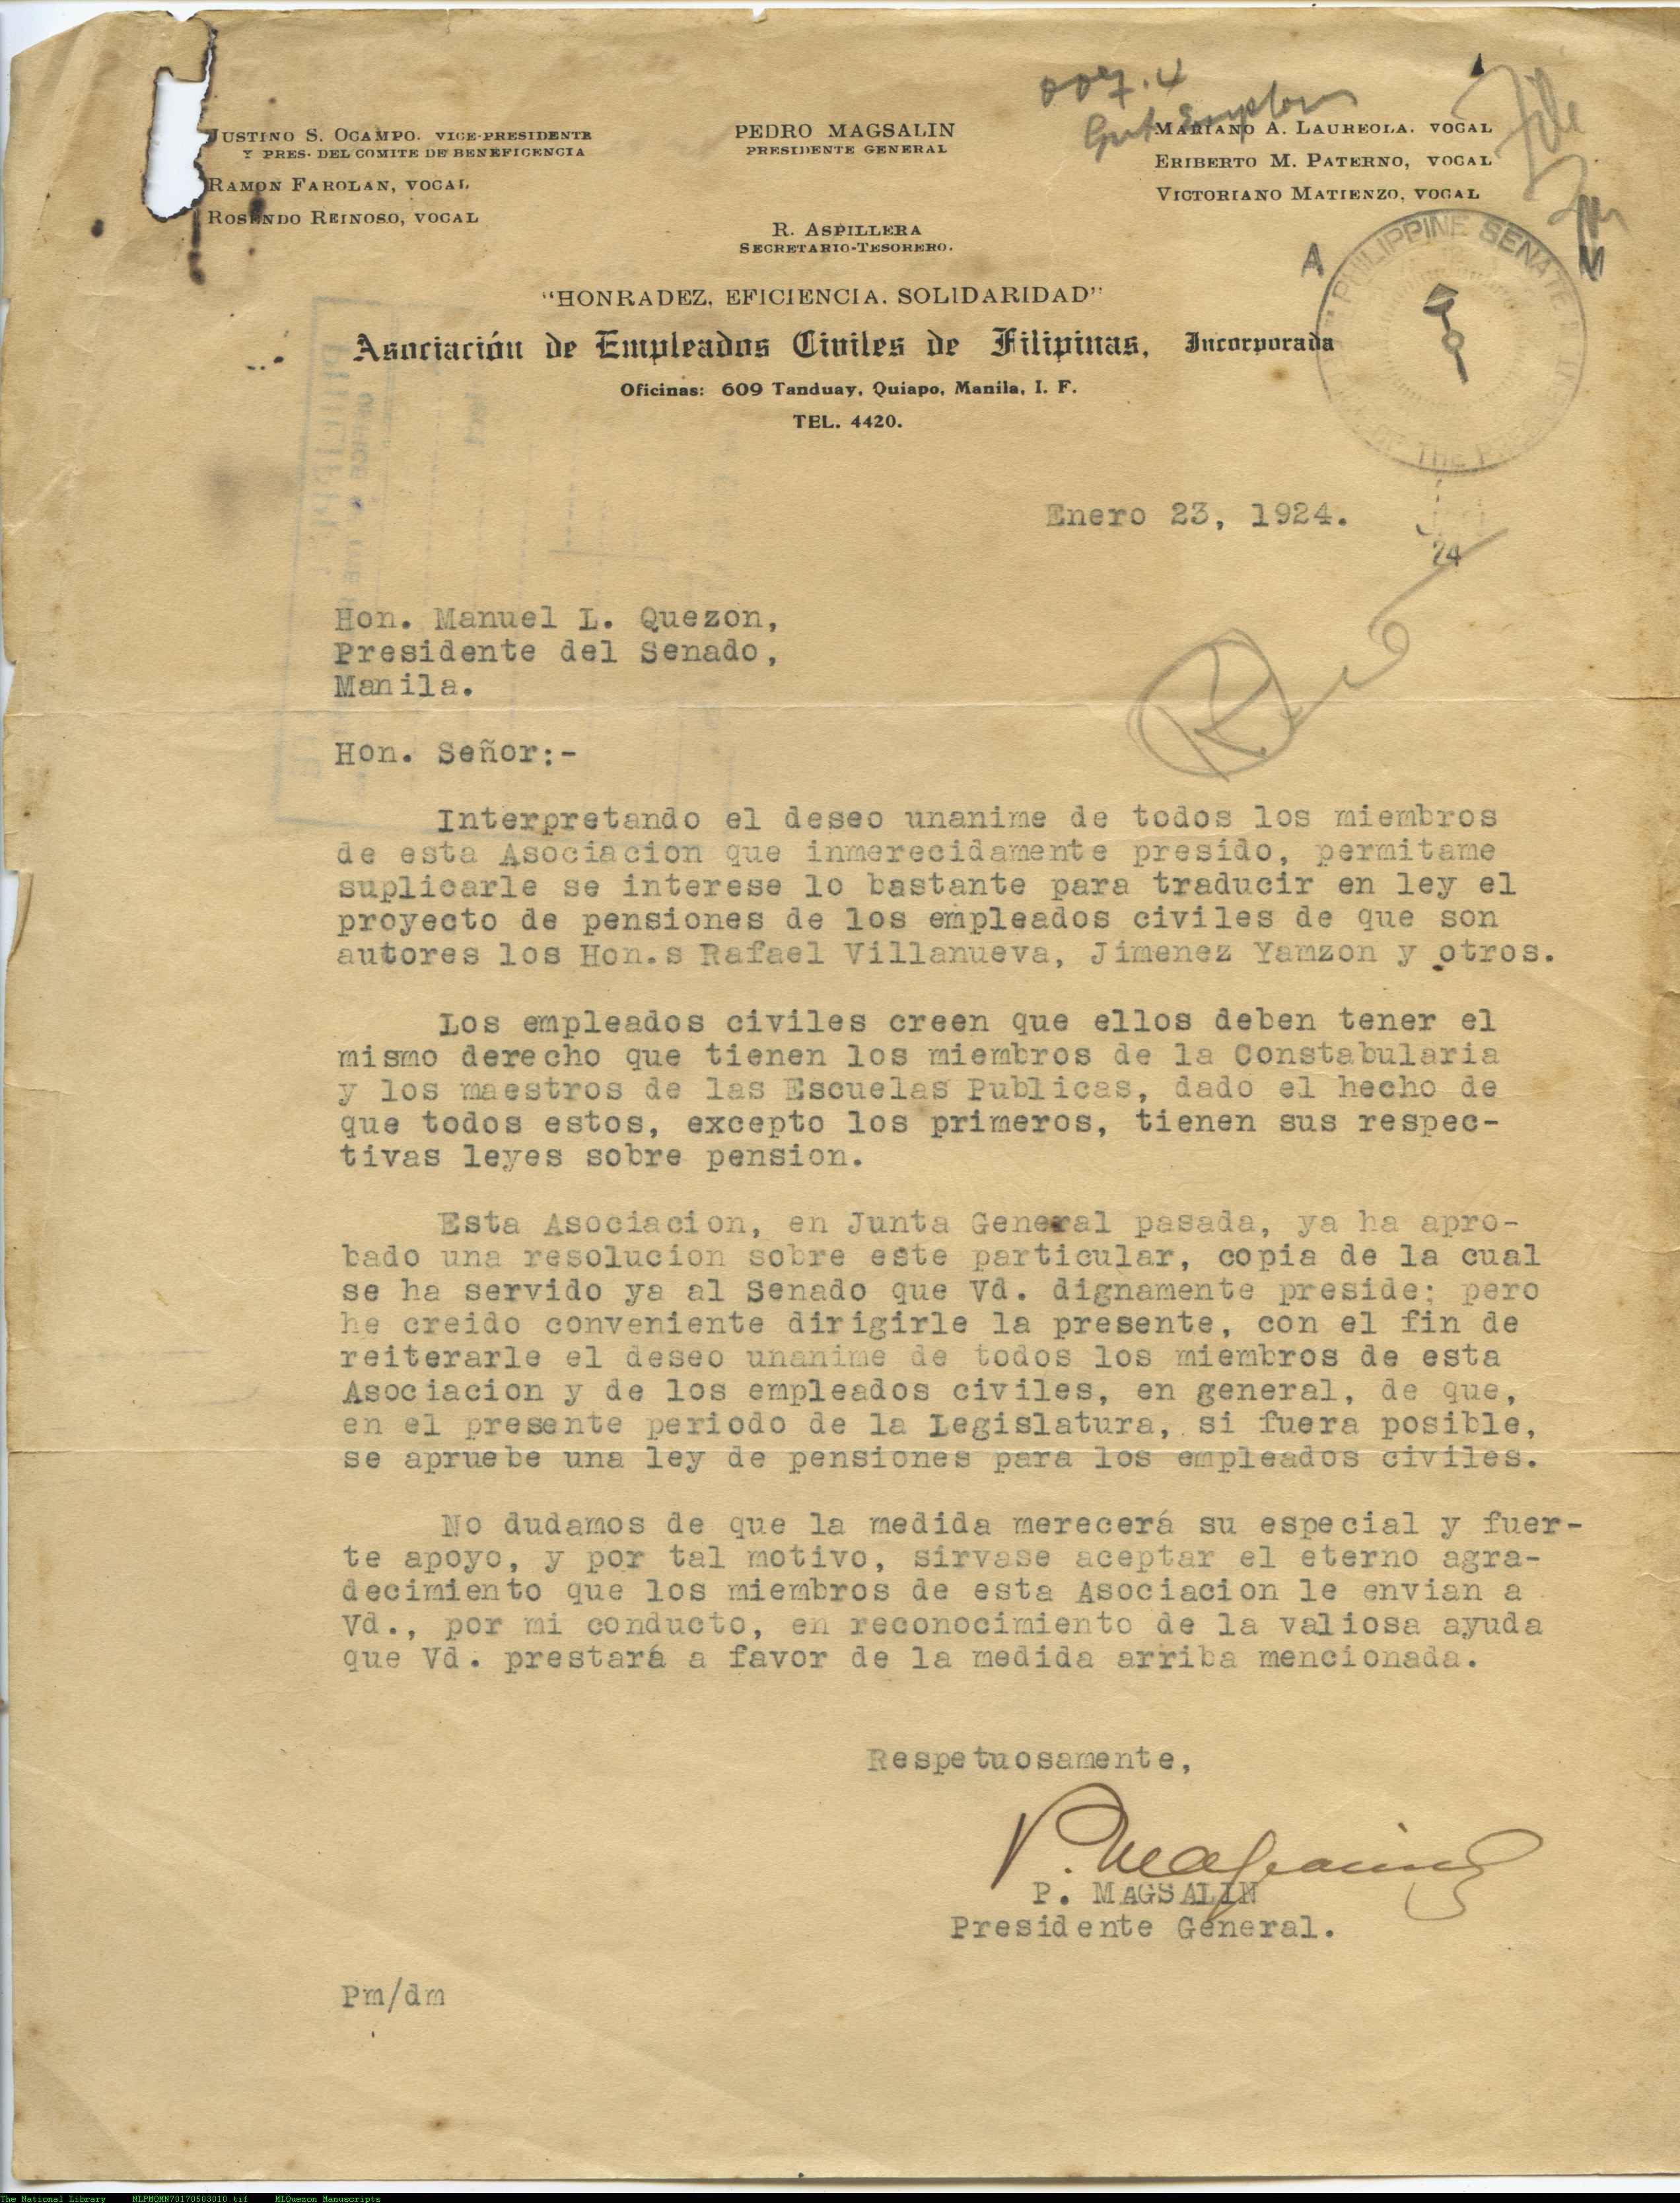 007.4
Govt Employees
File
JUSTINO S. OCAMPO. VICE-PRESIDENTE
Y PRES. DEL COMITE DE BENEFICENCIA
RAMON FAROLAN, VOCAL
ROSENDO REINOSO, VOCAL
PEDRO MAGSALIN
PRESIDENTE GENERAL
R. ASPILLERA
SECRETARIO-TESORERO.
MARIANO A. LAUREOLA. VOCAL
ERIBERTO M. PATERNO, VOCAL
VICTORIANO MATIENZO, VOCAL
A
PHILIPPINE SENATE
OF THE
"HONRADEZ, EFICIENCIA. SOLIDARIDAD"
Asociación de Empleados Civiles de Filipinas, Incorporada
Oficinas: 609 Tanduay, Quiapo, Manila, I. F.
TEL. 4420.
Enero 23, 1924.
24
Hon. Manuel L. Quezon,
Presidente del Senado,
Manila.
Hon. Señor:-
Interpretando el deseo unanime de todos los miembros
de esta Asociacion que inmerecidamente presido, permitame
suplicarle se interese lo bastante para traducir en ley el
proyecto de pensiones de los empleados civiles de que son
autores los Hon.s Rafael Villanueva, Jimenez Yamzon y otros.
Los empleados civiles creen que ellos deben tener el
mismo derecho que tienen los miembros de la Constabularia
y los maestros de las Escuelas Publicas, dado el hecho de
que todos estos, excepto los primeros, tienen sus respec-
tivas leyes sobre pension.
Esta Asociacion, en Junta General pasada, ya ha apro-
bado una resolucion sobre este particular, copia de la cual
se ha servido ya al Senado que Vd. dignamente preside; pero
he creido conveniente dirigirle la presente, con el fin de
reiterarle el deseo unanime de todos los miembros de esta
Asociacion y de los empleados civiles, en general, de que,
en el presente periodo de la Legislatura, si fuera posible,
se apruebe una ley de pensiones para los empleados civiles.
No dudamos de que la medida merecerá su especial y fuer-
te apoyo, y por tal motivo, sirvase aceptar el eterno agra-
decimiento que los miembros de esta Asociacion le envian a
Vd., por mi conducto, en reconocimiento de la valiosa ayuda
que Vd. prestará a favor de la medida arriba mencionada.
Respetuosamente,
P. Magsalin
P. MAGSALIN
Presidente General.
Pm/dm
The National Library NLPMQMN70170503010.tif MLQuezon Manuscripts